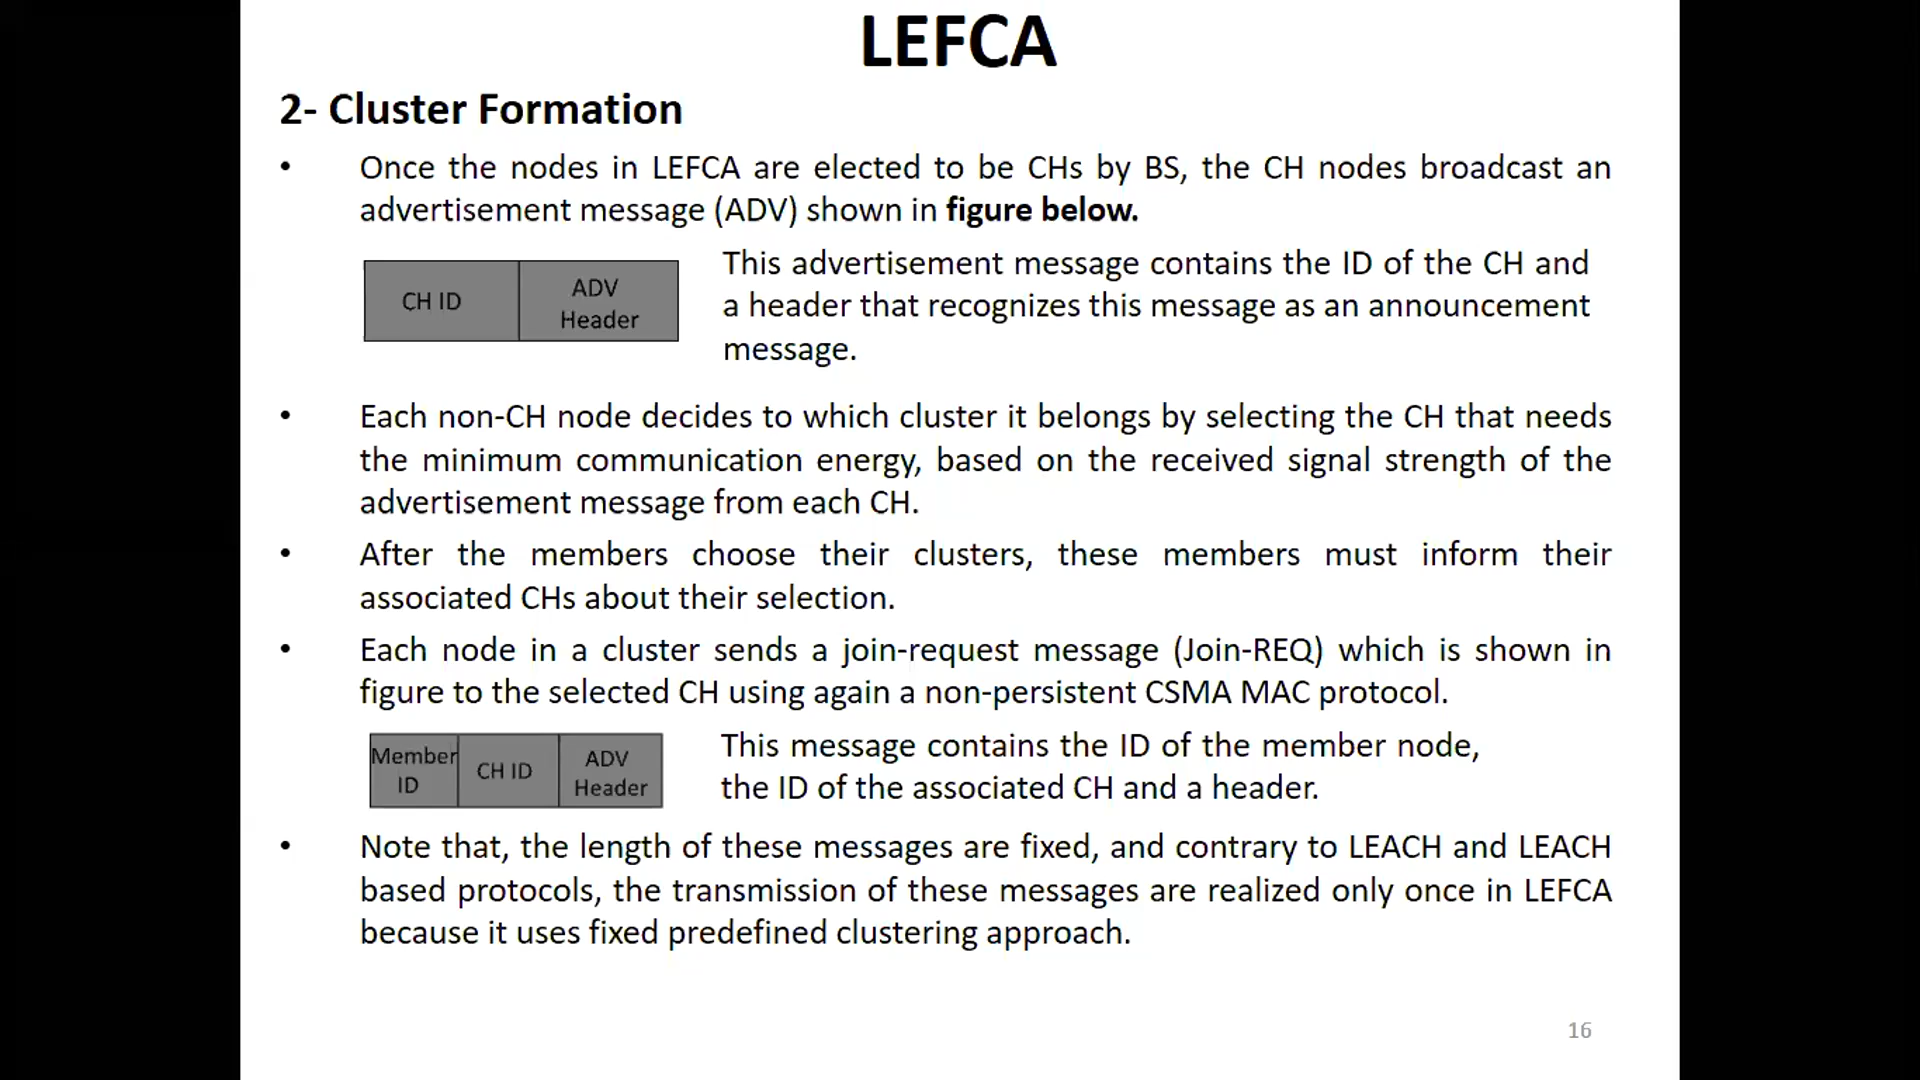 LEFCA
2- Cluster Formation
• Once the nodes in LEFCA are elected to be CHs by BS, the CH nodes broadcast an
advertisement message (ADV) shown in figure below.
CH ID
ADV
Header
This advertisement message contains the ID of the CH and
a header that recognizes this message as an announcement
message.
• Each non-CH node decides to which cluster it belongs by selecting the CH that needs
the minimum communication energy, based on the received signal strength of the
advertisement message from each CH.
• After the members choose their clusters, these members must inform their
associated CHs about their selection.
• Each node in a cluster sends a join-request message (Join-REQ) which is shown in
figure to the selected CH using again a non-persistent CSMA MAC protocol.
Member
ID
CH ID
ADV
Header
This message contains the ID of the member node,
the ID of the associated CH and a header.
• Note that, the length of these messages are fixed, and contrary to LEACH and LEACH
based protocols, the transmission of these messages are realized only once in LEFCA
because it uses fixed predefined clustering approach.
16